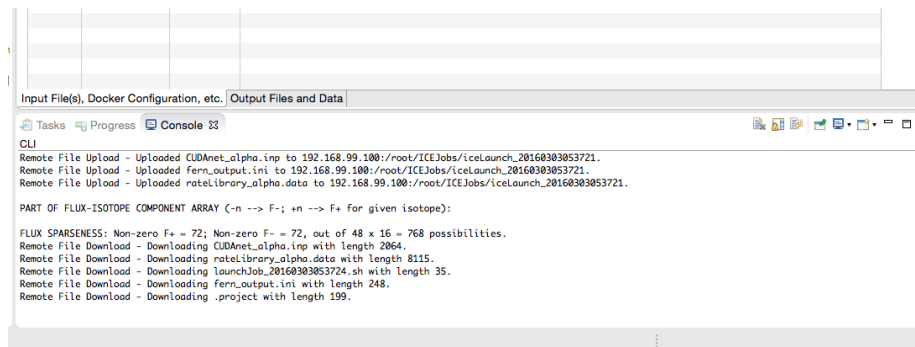 Input File(s), Docker Configuration, etc. Output Files and Data
Tasks Progress Console
CLI
Remote File Upload - Uploaded CUDAnet_alpha.inp to 192.168.99.100:/root/ICEJobs/iceLaunch_20160303053721.
Remote File Upload - Uploaded fern_output.ini to 192.168.99.100:/root/ICEJobs/iceLaunch_20160303053721.
Remote File Upload - Uploaded rateLibrary_alpha.data to 192.168.99.100:/root/ICEJobs/iceLaunch_20160303053721.
PART OF FLUX-ISOTOPE COMPONENT ARRAY (-n --> F-; +n --> F+ for given isotope):
FLUX SPARSENESS: Non-zero F+ = 72; Non-zero F- = 72, out of 48 x 16 = 768 possibilities.
Remote File Download - Downloading CUDAnet_alpha.inp with length 2064.
Remote File Download - Downloading rateLibrary_alpha.data with length 8115.
Remote File Download - Downloading launchJob_20160303053724.sh with length 35.
Remote File Download - Downloading fern_output.ini with length 248.
Remote File Download - Downloading .project with length 199.